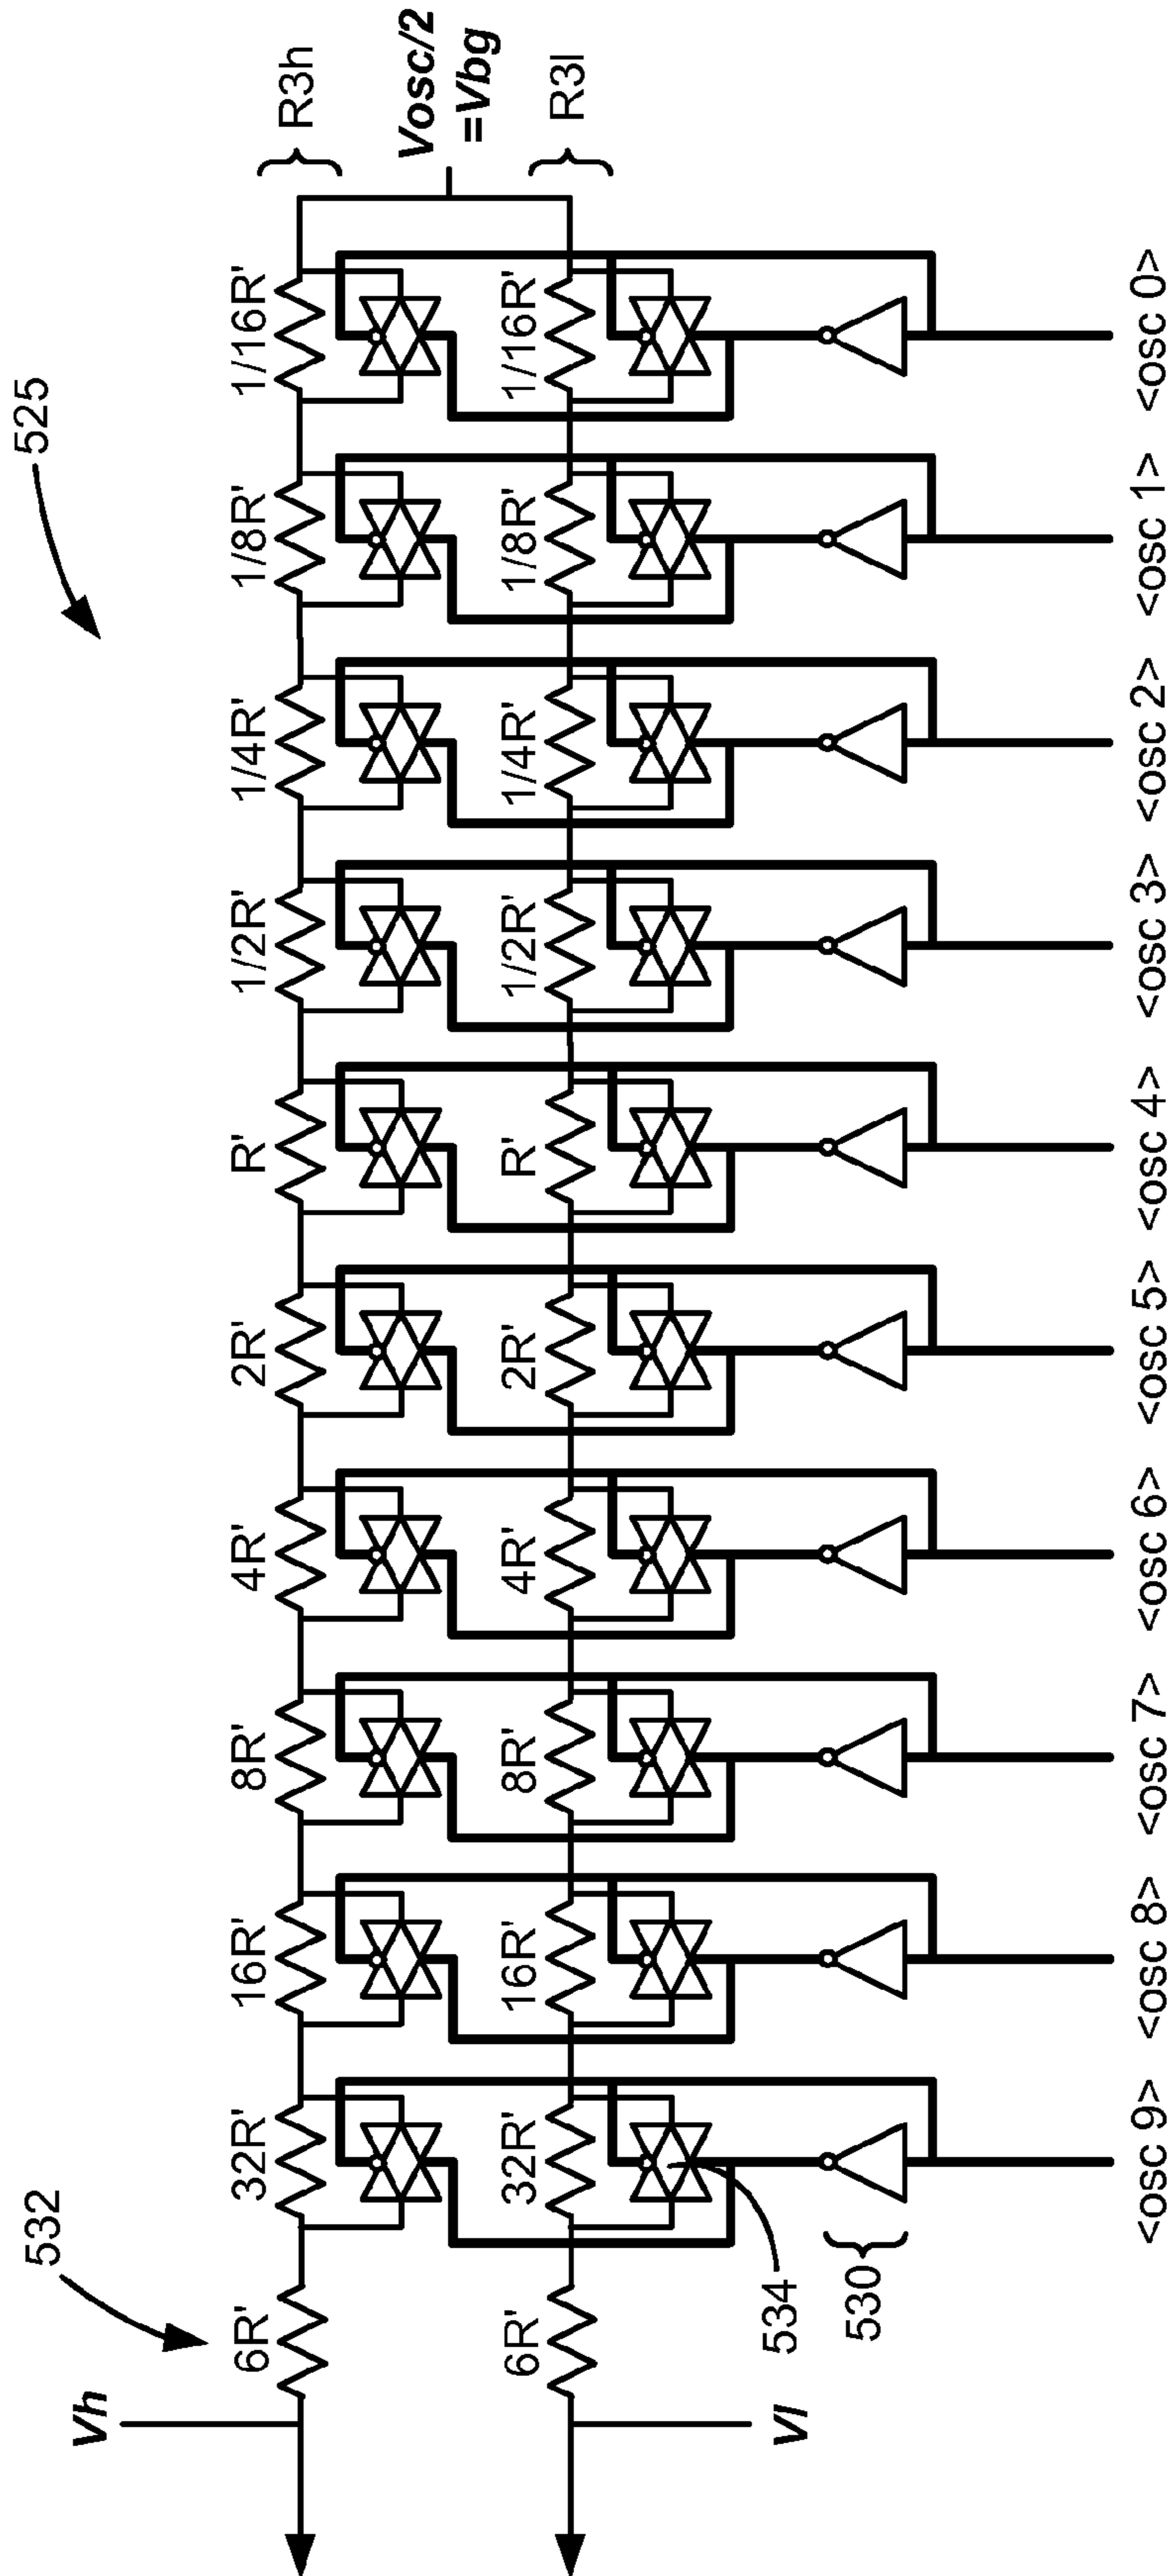 525
532
Vh
6R'
32R'
16R'
8R'
4R'
2R'
R'
1/2R'
1/4R'
1/8R'
1/16R'
R3h
Vosc/2
=Vbg
6R'
32R'
16R'
8R'
4R'
2R'
R'
1/2R'
1/4R'
1/8R'
1/16R'
R3l
Vl
534
530
<osc 9>
<osc 8>
<osc 7>
<osc 6>
<osc 5>
<osc 4>
<osc 3>
<osc 2>
<osc 1>
<osc 0>